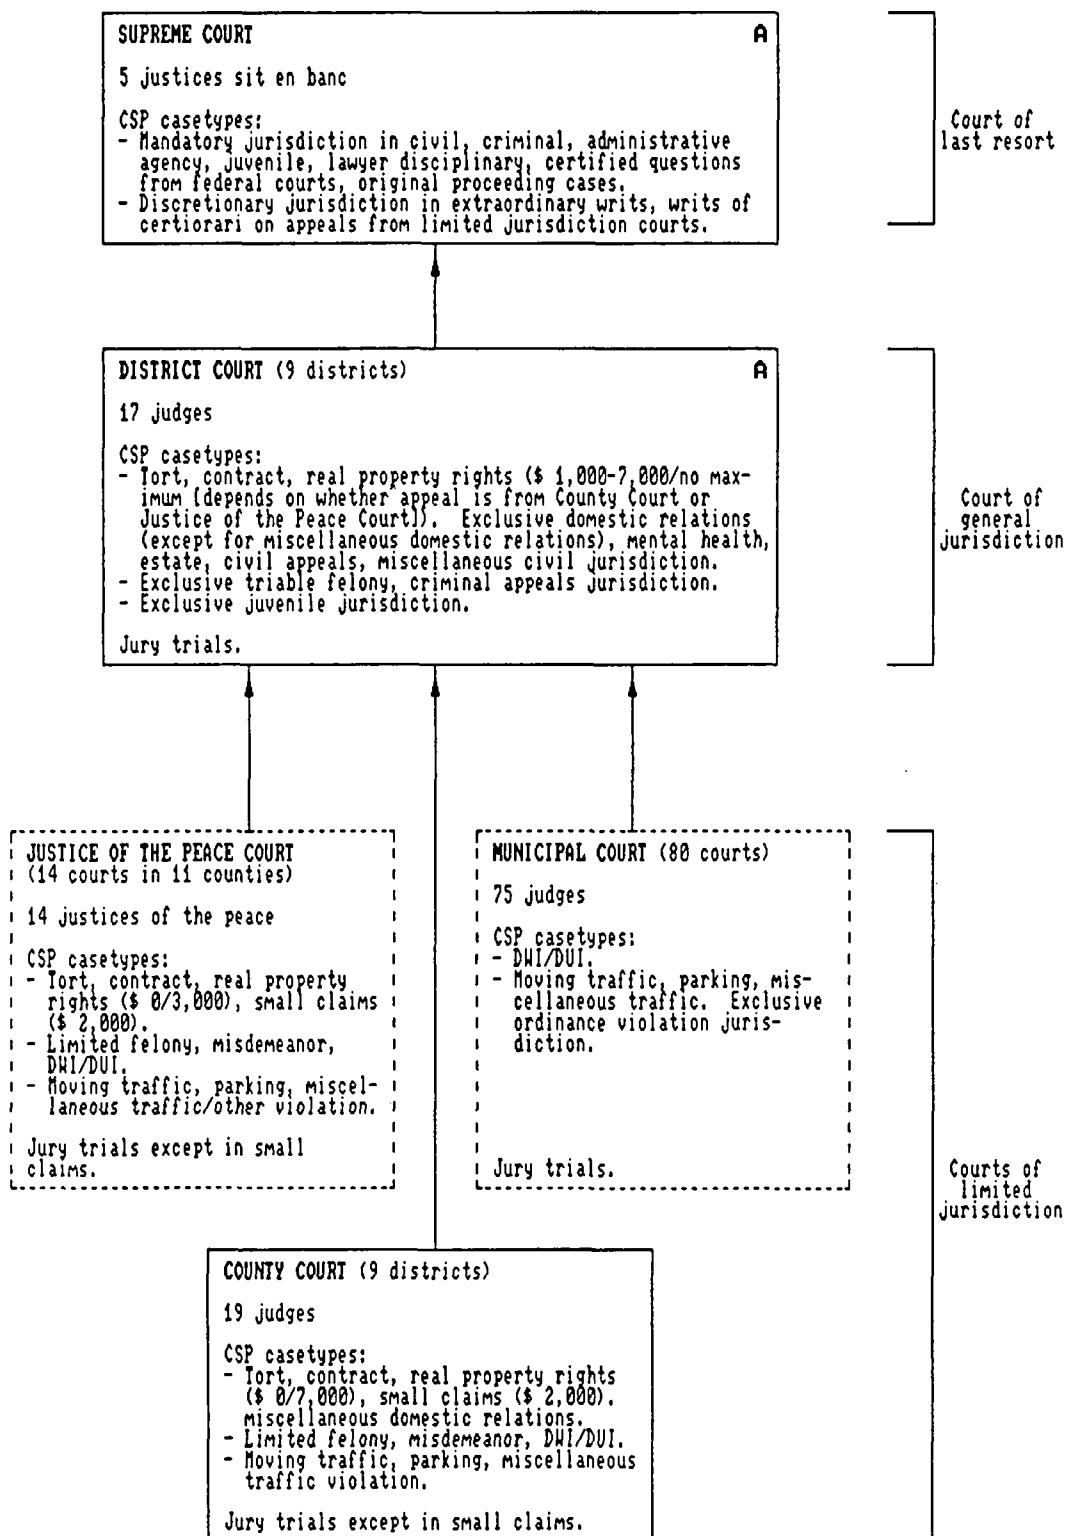 SUPREME COURT A
5 justices sit en banc
CSP casetypes:
- Mandatory jurisdiction in civil, criminal, administrative
agency, juvenile, lawyer disciplinary, certified questions
from federal courts, original proceeding cases.
- Discretionary jurisdiction in extraordinary writs, writs of
certiorari on appeals from limited jurisdiction courts.
Court of
last resort
DISTRICT COURT (9 districts) A
17 judges
CSP casetypes:
- Tort, contract, real property rights ($ 1,000-7,000/no max-
imum [depends on whether appeal is from County Court or
Justice of the Peace Court]). Exclusive domestic relations
(except for miscellaneous domestic relations), mental health,
estate, civil appeals, miscellaneous civil jurisdiction.
- Exclusive triable felony, criminal appeals jurisdiction.
- Exclusive juvenile jurisdiction.
Jury trials.
Court of
general
jurisdiction
JUSTICE OF THE PEACE COURT
(14 courts in 11 counties)
14 justices of the peace
CSP casetypes:
- Tort, contract, real property
rights ($ 0/3,000), small claims
($ 2,000).
- Limited felony, misdemeanor,
DWI/DUI.
- Moving traffic, parking, miscel-
laneous traffic/other violation.
Jury trials except in small
claims.
MUNICIPAL COURT (80 courts)
75 judges
CSP casetypes:
- DWI/DUI.
- Moving traffic, parking, mis-
cellaneous traffic. Exclusive
ordinance violation juris-
diction.
Jury trials.
Courts of
limited
jurisdiction
COUNTY COURT (9 districts)
19 judges
CSP casetypes:
- Tort, contract, real property rights
($ 0/7,000), small claims ($ 2,000).
miscellaneous domestic relations.
- Limited felony, misdemeanor, DWI/DUI.
- Moving traffic, parking, miscellaneous
traffic violation.
Jury trials except in small claims.